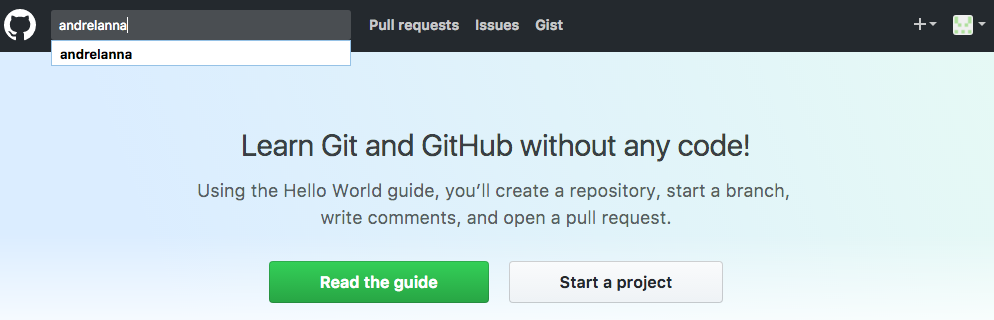 andrelanna Pull requests Issues Gist
andrelanna
Learn Git and GitHub without any code!
Using the Hello World guide, you’ll create a repository, start a branch,
write comments, and open a pull request.
Read the guide Start a project